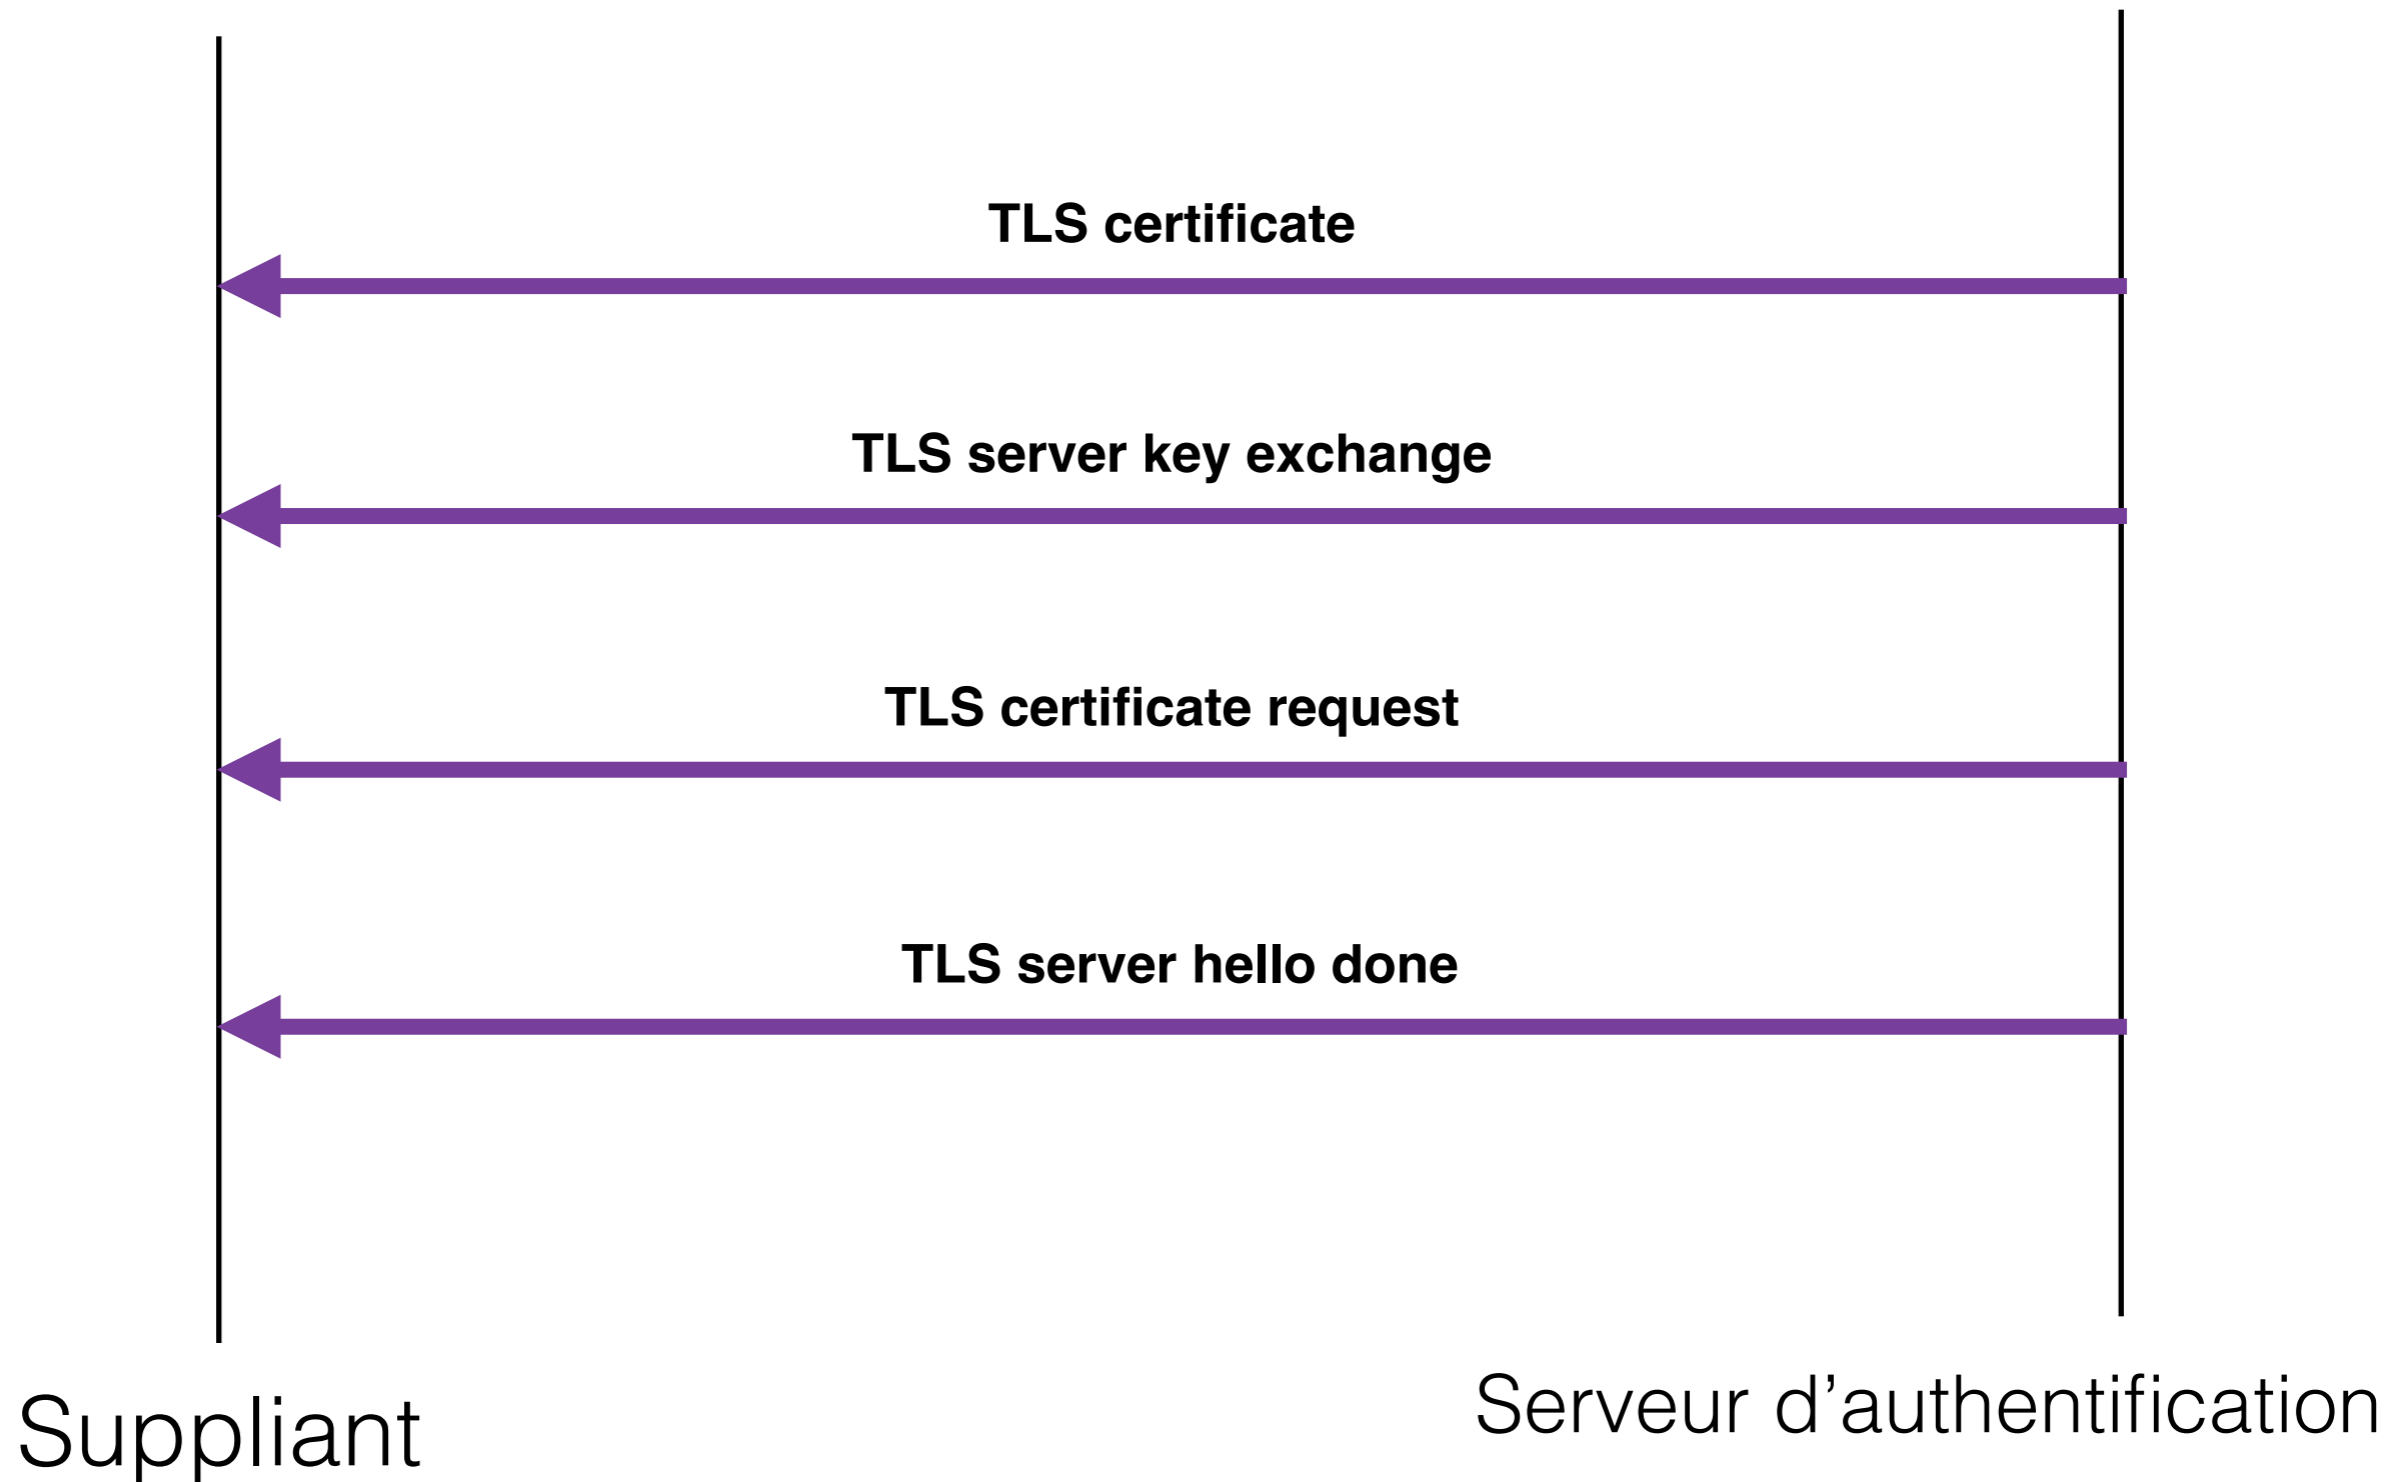 TLS certificate
TLS server key exchange
TLS certificate request
TLS server hello done
Suppliant
Serveur d’authentification